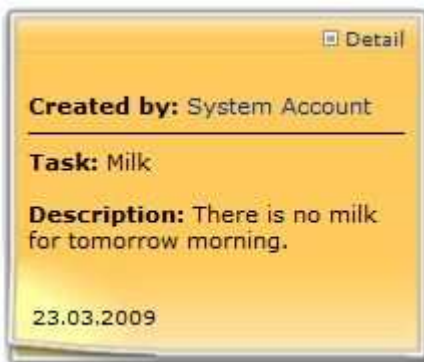 Detail
Created by: System Account
Task: Milk
Description: There is no milk
for tomorrow morning.
23.03.2009